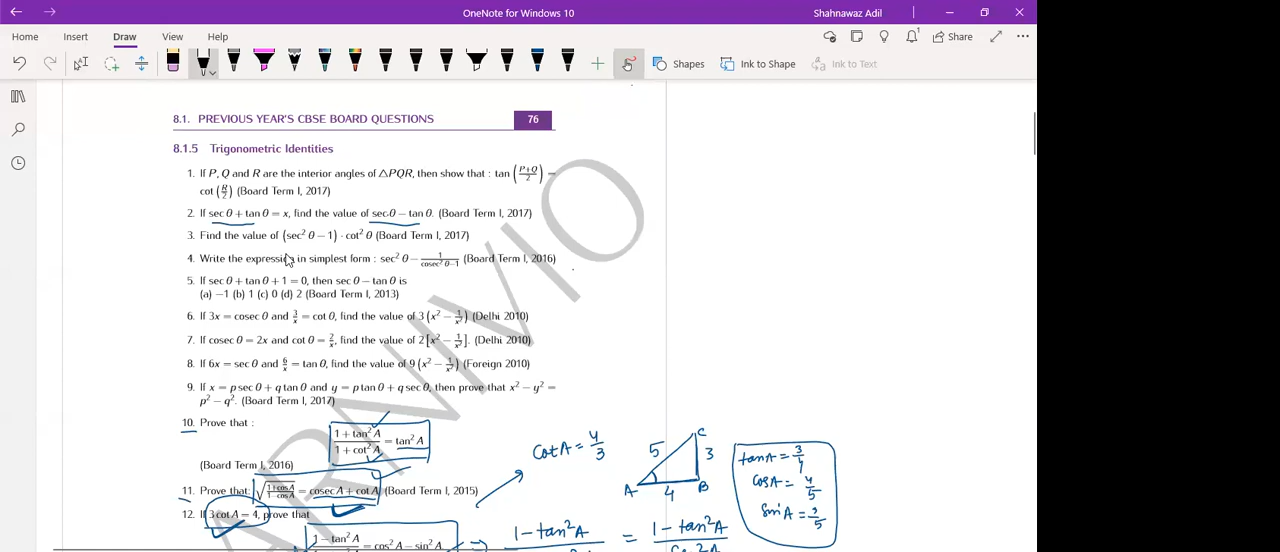 OneNote for Windows 10
Shahnawaz Adil
Home Insert Draw View Help
Share
Shapes
Ink to Shape
Ink to Text
8.1. PREVIOUS YEAR'S CBSE BOARD QUESTIONS 76
8.1.5 Trigonometric Identities
1. If P, Q and R are the interior angles of △PQR, then show that : tan ((P+Q)/2) =
cot (R/2) (Board Term I, 2017)
2. If sec θ + tan θ = x, find the value of sec θ − tan θ. (Board Term I, 2017)
3. Find the value of (sec² θ − 1) · cot² θ (Board Term I, 2017)
4. Write the expression in simplest form : sec² θ − 1/(cosec² θ−1) (Board Term I, 2016)
5. If sec θ + tan θ + 1 = 0, then sec θ − tan θ is
(a) −1 (b) 1 (c) 0 (d) 2 (Board Term I, 2013)
6. If 3x = cosec θ and 3/x = cot θ, find the value of 3 (x² − 1/x²) (Delhi 2010)
7. If cosec θ = 2x and cot θ = 2/x, find the value of 2 [x² − 1/x²]. (Delhi 2010)
8. If 6x = sec θ and 6/x = tan θ, find the value of 9 (x² − 1/x²) (Foreign 2010)
9. If x = p sec θ + q tan θ and y = p tan θ + q sec θ, then prove that x² − y² =
p² − q². (Board Term I, 2017)
10. Prove that :
(1 + tan² A)/(1 + cot² A) = tan² A
(Board Term I, 2016)
11. Prove that: √((1+cosA)/(1−cosA)) = cosec A + cot A (Board Term I, 2015)
12. If 3 cot A = 4, prove that
1 − tan² A
= cos² A − sin² A
cot A = 4/3
A B C
5 3 4
tan A = 3/4
cos A = 4/5
sin A = 3/5
⇒ 1 − tan² A = 1 − tan² A
ARNIVIO